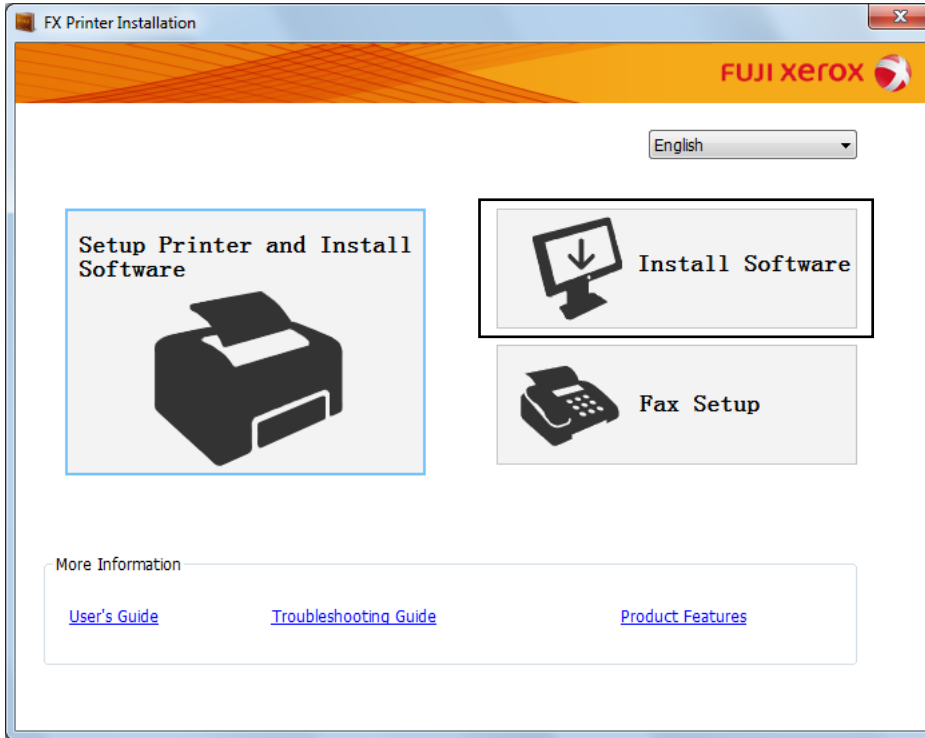 FX Printer Installation
FUJI xerox
English
Setup Printer and Install
Software
Install Software
Fax Setup
More Information
User's Guide
Troubleshooting Guide
Product Features